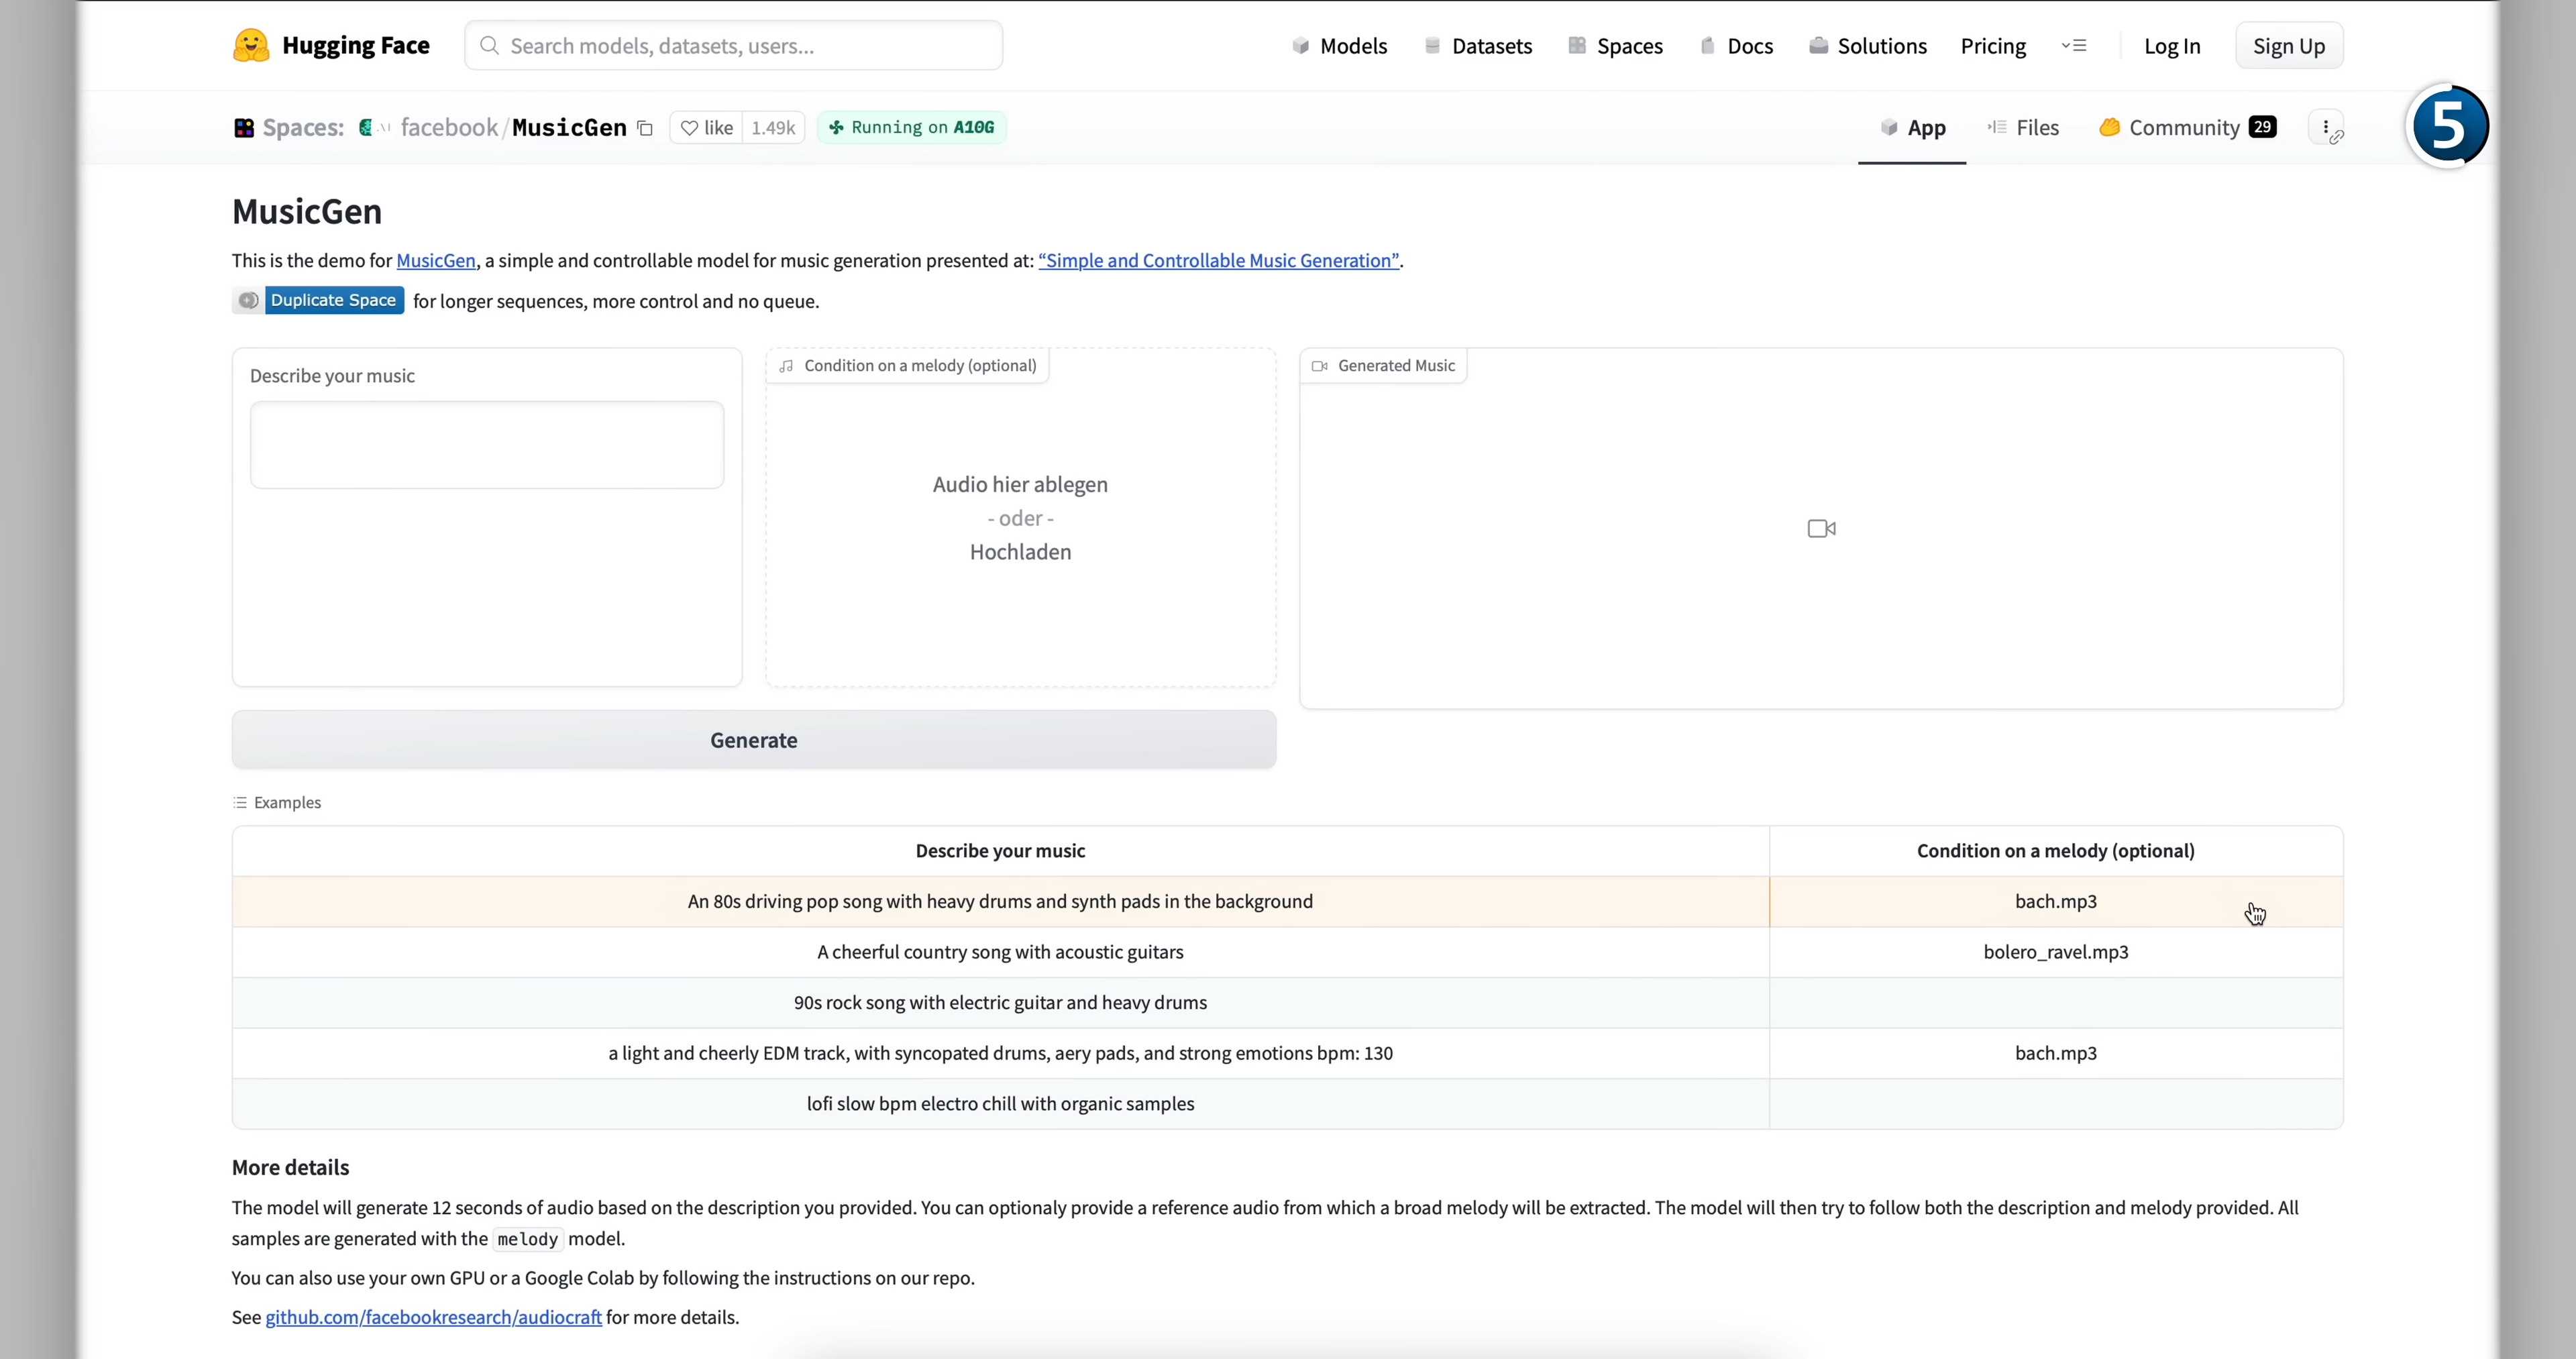 Hugging Face
Search models, datasets, users...
Models
Datasets
Spaces
Docs
Solutions
Pricing
Log In
Sign Up
Spaces:
facebook/MusicGen
like 1.49k
Running on A10G
App
Files
Community 29
5
MusicGen
This is the demo for MusicGen, a simple and controllable model for music generation presented at: “Simple and Controllable Music Generation”.
Duplicate Space for longer sequences, more control and no queue.
Describe your music
Condition on a melody (optional)
Audio hier ablegen
- oder -
Hochladen
Generated Music
Generate
Examples
Describe your music
Condition on a melody (optional)
An 80s driving pop song with heavy drums and synth pads in the background
bach.mp3
A cheerful country song with acoustic guitars
bolero_ravel.mp3
90s rock song with electric guitar and heavy drums
a light and cheerly EDM track, with syncopated drums, aery pads, and strong emotions bpm: 130
bach.mp3
lofi slow bpm electro chill with organic samples
More details
The model will generate 12 seconds of audio based on the description you provided. You can optionaly provide a reference audio from which a broad melody will be extracted. The model will then try to follow both the description and melody provided. All
samples are generated with the melody model.
You can also use your own GPU or a Google Colab by following the instructions on our repo.
See github.com/facebookresearch/audiocraft for more details.